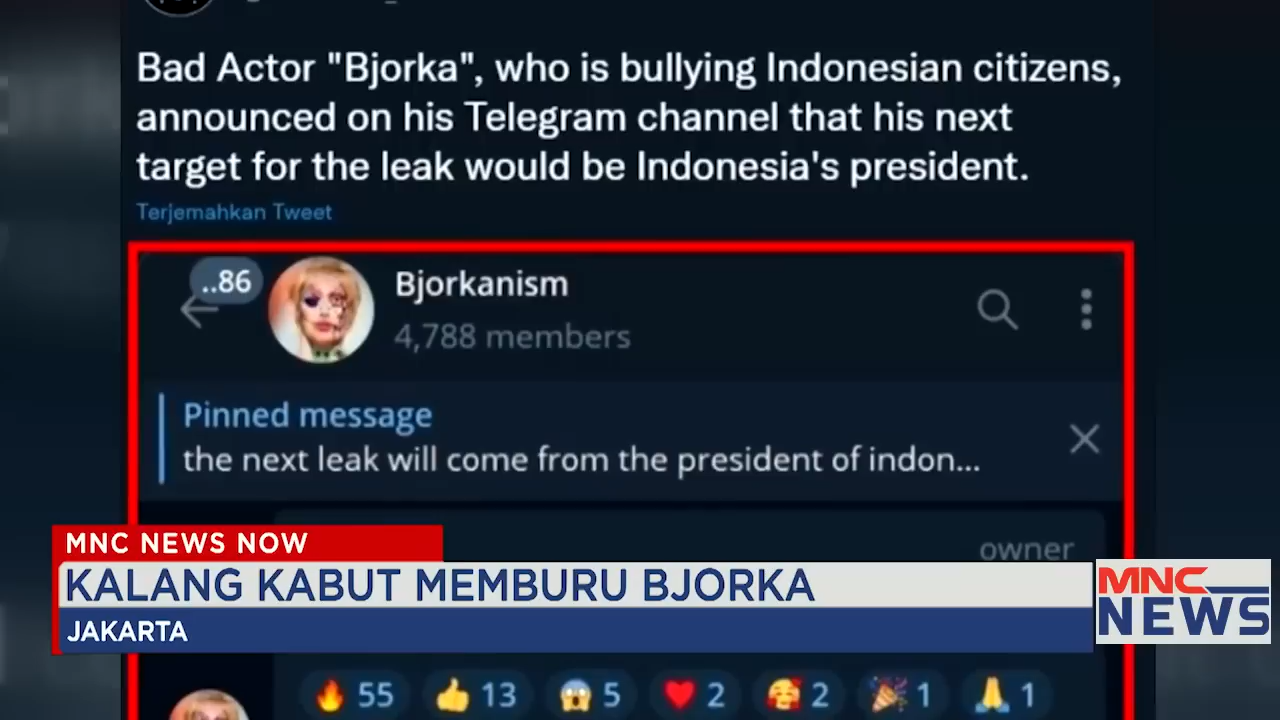 Bad Actor "Bjorka", who is bullying Indonesian citizens,
announced on his Telegram channel that his next
target for the leak would be Indonesia's president.
Terjemahkan Tweet
..86
Bjorkanism
4,788 members
Pinned message
the next leak will come from the president of indon...
owner
MNC NEWS NOW
KALANG KABUT MEMBURU BJORKA
JAKARTA
MNC
NEWS
55 13 5 2 2 1 1